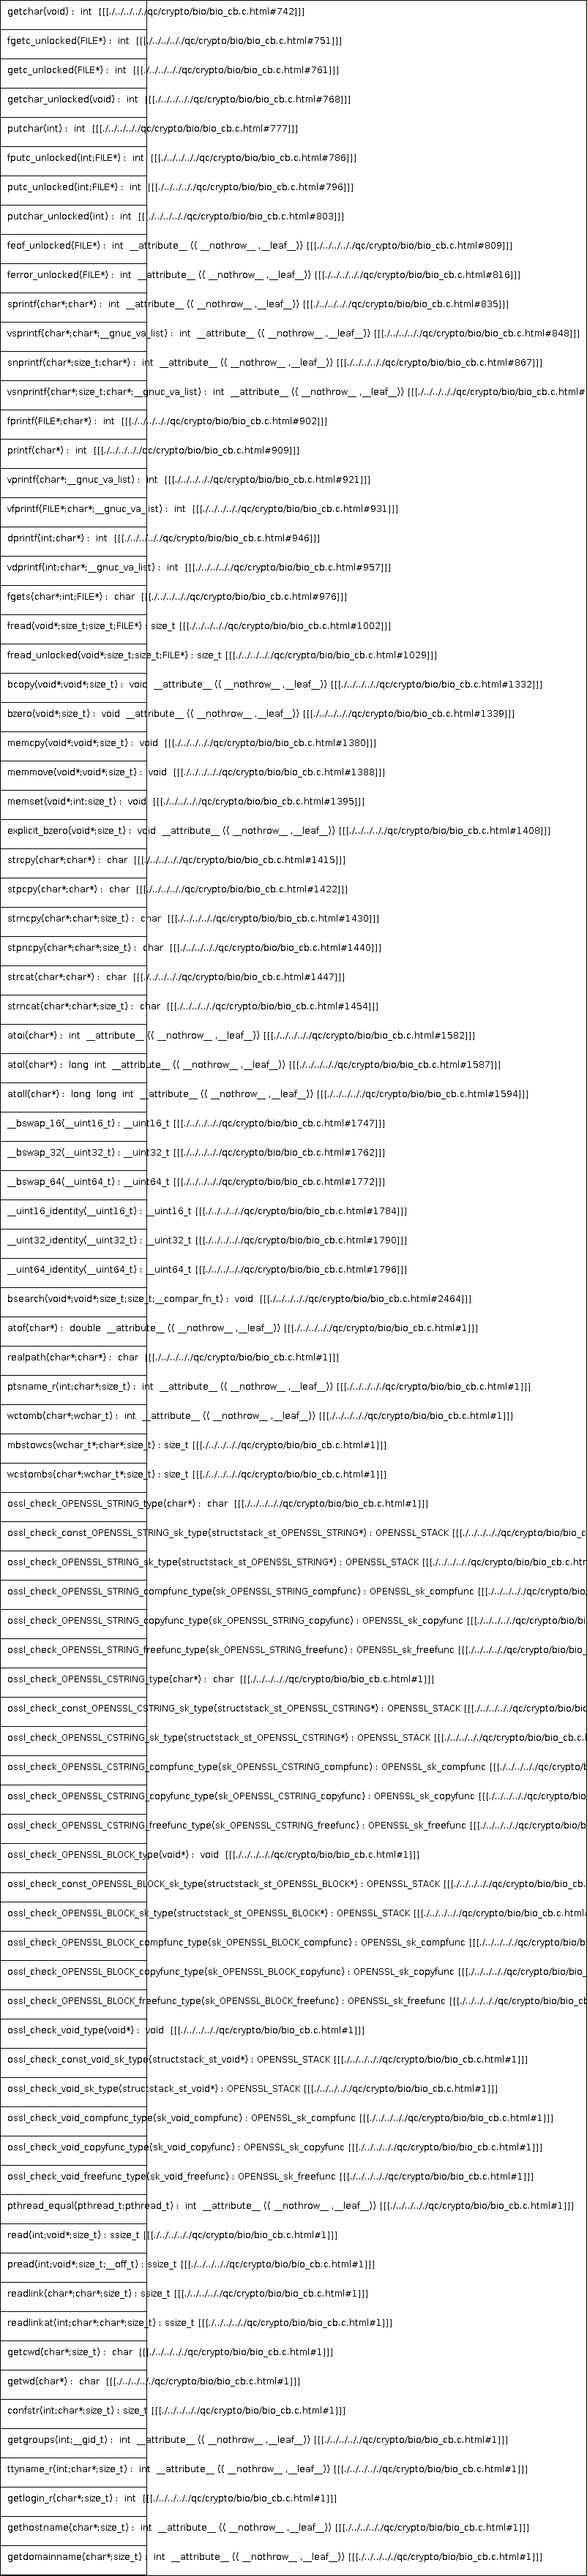 getchar(void) : int [[[./../../././qc/crypto/bio/bio_cb.c.html#742]]]
fgetc_unlocked(FILE*) : int [[[./../../././qc/crypto/bio/bio_cb.c.html#751]]]
getc_unlocked(FILE*) : int [[[./../../././qc/crypto/bio/bio_cb.c.html#761]]]
getchar_unlocked(void) : int [[[./../../././qc/crypto/bio/bio_cb.c.html#768]]]
putchar(int) : int [[[./../../././qc/crypto/bio/bio_cb.c.html#777]]]
fputc_unlocked(int;FILE*) : int [[[./../../././qc/crypto/bio/bio_cb.c.html#786]]]
putc_unlocked(int;FILE*) : int [[[./../../././qc/crypto/bio/bio_cb.c.html#796]]]
putchar_unlocked(int) : int [[[./../../././qc/crypto/bio/bio_cb.c.html#803]]]
feof_unlocked(FILE*) : int __attribute__ (( __nothrow__ ,__leaf__)) [[[./../../././qc/crypto/bio/bio_cb.c.html#809]]]
ferror_unlocked(FILE*) : int __attribute__ (( __nothrow__ ,__leaf__)) [[[./../../././qc/crypto/bio/bio_cb.c.html#816]]]
sprintf(char*;char*) : int __attribute__ (( __nothrow__ ,__leaf__)) [[[./../../././qc/crypto/bio/bio_cb.c.html#835]]]
vsprintf(char*;char*;__gnuc_va_list) : int __attribute__ (( __nothrow__ ,__leaf__)) [[[./../../././qc/crypto/bio/bio_cb.c.html#848]]]
snprintf(char*;size_t;char*) : int __attribute__ (( __nothrow__ ,__leaf__)) [[[./../../././qc/crypto/bio/bio_cb.c.html#867]]]
vsnprintf(char*;size_t;char*;__gnuc_va_list) : int __attribute__ (( __nothrow__ ,__leaf__)) [[[./../../././qc/crypto/bio/bio_cb.c.html#
fprintf(FILE*;char*) : int [[[./../../././qc/crypto/bio/bio_cb.c.html#902]]]
printf(char*) : int [[[./../../././qc/crypto/bio/bio_cb.c.html#909]]]
vprintf(char*;__gnuc_va_list) : int [[[./../../././qc/crypto/bio/bio_cb.c.html#921]]]
vfprintf(FILE*;char*;__gnuc_va_list) : int [[[./../../././qc/crypto/bio/bio_cb.c.html#931]]]
dprintf(int;char*) : int [[[./../../././qc/crypto/bio/bio_cb.c.html#946]]]
vdprintf(int;char*;__gnuc_va_list) : int [[[./../../././qc/crypto/bio/bio_cb.c.html#957]]]
fgets(char*;int;FILE*) : char [[[./../../././qc/crypto/bio/bio_cb.c.html#976]]]
fread(void*;size_t;size_t;FILE*) : size_t [[[./../../././qc/crypto/bio/bio_cb.c.html#1002]]]
fread_unlocked(void*;size_t;size_t;FILE*) : size_t [[[./../../././qc/crypto/bio/bio_cb.c.html#1029]]]
bcopy(void*;void*;size_t) : void __attribute__ (( __nothrow__ ,__leaf__)) [[[./../../././qc/crypto/bio/bio_cb.c.html#1332]]]
bzero(void*;size_t) : void __attribute__ (( __nothrow__ ,__leaf__)) [[[./../../././qc/crypto/bio/bio_cb.c.html#1339]]]
memcpy(void*;void*;size_t) : void [[[./../../././qc/crypto/bio/bio_cb.c.html#1380]]]
memmove(void*;void*;size_t) : void [[[./../../././qc/crypto/bio/bio_cb.c.html#1388]]]
memset(void*;int;size_t) : void [[[./../../././qc/crypto/bio/bio_cb.c.html#1395]]]
explicit_bzero(void*;size_t) : void __attribute__ (( __nothrow__ ,__leaf__)) [[[./../../././qc/crypto/bio/bio_cb.c.html#1408]]]
strcpy(char*;char*) : char [[[./../../././qc/crypto/bio/bio_cb.c.html#1415]]]
stpcpy(char*;char*) : char [[[./../../././qc/crypto/bio/bio_cb.c.html#1422]]]
strncpy(char*;char*;size_t) : char [[[./../../././qc/crypto/bio/bio_cb.c.html#1430]]]
stpncpy(char*;char*;size_t) : char [[[./../../././qc/crypto/bio/bio_cb.c.html#1440]]]
strcat(char*;char*) : char [[[./../../././qc/crypto/bio/bio_cb.c.html#1447]]]
strncat(char*;char*;size_t) : char [[[./../../././qc/crypto/bio/bio_cb.c.html#1454]]]
atoi(char*) : int __attribute__ (( __nothrow__ ,__leaf__)) [[[./../../././qc/crypto/bio/bio_cb.c.html#1582]]]
atol(char*) : long int __attribute__ (( __nothrow__ ,__leaf__)) [[[./../../././qc/crypto/bio/bio_cb.c.html#1587]]]
atoll(char*) : long long int __attribute__ (( __nothrow__ ,__leaf__)) [[[./../../././qc/crypto/bio/bio_cb.c.html#1594]]]
__bswap_16(__uint16_t) : __uint16_t [[[./../../././qc/crypto/bio/bio_cb.c.html#1747]]]
__bswap_32(__uint32_t) : __uint32_t [[[./../../././qc/crypto/bio/bio_cb.c.html#1762]]]
__bswap_64(__uint64_t) : __uint64_t [[[./../../././qc/crypto/bio/bio_cb.c.html#1772]]]
__uint16_identity(__uint16_t) : __uint16_t [[[./../../././qc/crypto/bio/bio_cb.c.html#1784]]]
__uint32_identity(__uint32_t) : __uint32_t [[[./../../././qc/crypto/bio/bio_cb.c.html#1790]]]
__uint64_identity(__uint64_t) : __uint64_t [[[./../../././qc/crypto/bio/bio_cb.c.html#1796]]]
bsearch(void*;void*;size_t;size_t;__compar_fn_t) : void [[[./../../././qc/crypto/bio/bio_cb.c.html#2464]]]
atof(char*) : double __attribute__ (( __nothrow__ ,__leaf__)) [[[./../../././qc/crypto/bio/bio_cb.c.html#1]]]
realpath(char*;char*) : char [[[./../../././qc/crypto/bio/bio_cb.c.html#1]]]
ptsname_r(int;char*;size_t) : int __attribute__ (( __nothrow__ ,__leaf__)) [[[./../../././qc/crypto/bio/bio_cb.c.html#1]]]
wctomb(char*;wchar_t) : int __attribute__ (( __nothrow__ ,__leaf__)) [[[./../../././qc/crypto/bio/bio_cb.c.html#1]]]
mbstowcs(wchar_t*;char*;size_t) : size_t [[[./../../././qc/crypto/bio/bio_cb.c.html#1]]]
wcstombs(char*;wchar_t*;size_t) : size_t [[[./../../././qc/crypto/bio/bio_cb.c.html#1]]]
ossl_check_OPENSSL_STRING_type(char*) : char [[[./../../././qc/crypto/bio/bio_cb.c.html#1]]]
ossl_check_const_OPENSSL_STRING_sk_type(structstack_st_OPENSSL_STRING*) : OPENSSL_STACK [[[./../../././qc/crypto/bio/bio_c
ossl_check_OPENSSL_STRING_sk_type(structstack_st_OPENSSL_STRING*) : OPENSSL_STACK [[[./../../././qc/crypto/bio/bio_cb.c.htm
ossl_check_OPENSSL_STRING_compfunc_type(sk_OPENSSL_STRING_compfunc) : OPENSSL_sk_compfunc [[[./../../././qc/crypto/bio/
ossl_check_OPENSSL_STRING_copyfunc_type(sk_OPENSSL_STRING_copyfunc) : OPENSSL_sk_copyfunc [[[./../../././qc/crypto/bio/bi
ossl_check_OPENSSL_STRING_freefunc_type(sk_OPENSSL_STRING_freefunc) : OPENSSL_sk_freefunc [[[./../../././qc/crypto/bio/bio_
ossl_check_OPENSSL_CSTRING_type(char*) : char [[[./../../././qc/crypto/bio/bio_cb.c.html#1]]]
ossl_check_const_OPENSSL_CSTRING_sk_type(structstack_st_OPENSSL_CSTRING*) : OPENSSL_STACK [[[./../../././qc/crypto/bio/bio
ossl_check_OPENSSL_CSTRING_sk_type(structstack_st_OPENSSL_CSTRING*) : OPENSSL_STACK [[[./../../././qc/crypto/bio/bio_cb.c.
ossl_check_OPENSSL_CSTRING_compfunc_type(sk_OPENSSL_CSTRING_compfunc) : OPENSSL_sk_compfunc [[[./../../././qc/crypto/b
ossl_check_OPENSSL_CSTRING_copyfunc_type(sk_OPENSSL_CSTRING_copyfunc) : OPENSSL_sk_copyfunc [[[./../../././qc/crypto/bio
ossl_check_OPENSSL_CSTRING_freefunc_type(sk_OPENSSL_CSTRING_freefunc) : OPENSSL_sk_freefunc [[[./../../././qc/crypto/bio/b
ossl_check_OPENSSL_BLOCK_type(void*) : void [[[./../../././qc/crypto/bio/bio_cb.c.html#1]]]
ossl_check_const_OPENSSL_BLOCK_sk_type(structstack_st_OPENSSL_BLOCK*) : OPENSSL_STACK [[[./../../././qc/crypto/bio/bio_cb.
ossl_check_OPENSSL_BLOCK_sk_type(structstack_st_OPENSSL_BLOCK*) : OPENSSL_STACK [[[./../../././qc/crypto/bio/bio_cb.c.html#
ossl_check_OPENSSL_BLOCK_compfunc_type(sk_OPENSSL_BLOCK_compfunc) : OPENSSL_sk_compfunc [[[./../../././qc/crypto/bio/b
ossl_check_OPENSSL_BLOCK_copyfunc_type(sk_OPENSSL_BLOCK_copyfunc) : OPENSSL_sk_copyfunc [[[./../../././qc/crypto/bio/bio_
ossl_check_OPENSSL_BLOCK_freefunc_type(sk_OPENSSL_BLOCK_freefunc) : OPENSSL_sk_freefunc [[[./../../././qc/crypto/bio/bio_cb
ossl_check_void_type(void*) : void [[[./../../././qc/crypto/bio/bio_cb.c.html#1]]]
ossl_check_const_void_sk_type(structstack_st_void*) : OPENSSL_STACK [[[./../../././qc/crypto/bio/bio_cb.c.html#1]]]
ossl_check_void_sk_type(structstack_st_void*) : OPENSSL_STACK [[[./../../././qc/crypto/bio/bio_cb.c.html#1]]]
ossl_check_void_compfunc_type(sk_void_compfunc) : OPENSSL_sk_compfunc [[[./../../././qc/crypto/bio/bio_cb.c.html#1]]]
ossl_check_void_copyfunc_type(sk_void_copyfunc) : OPENSSL_sk_copyfunc [[[./../../././qc/crypto/bio/bio_cb.c.html#1]]]
ossl_check_void_freefunc_type(sk_void_freefunc) : OPENSSL_sk_freefunc [[[./../../././qc/crypto/bio/bio_cb.c.html#1]]]
pthread_equal(pthread_t;pthread_t) : int __attribute__ (( __nothrow__ ,__leaf__)) [[[./../../././qc/crypto/bio/bio_cb.c.html#1]]]
read(int;void*;size_t) : ssize_t [[[./../../././qc/crypto/bio/bio_cb.c.html#1]]]
pread(int;void*;size_t;__off_t) : ssize_t [[[./../../././qc/crypto/bio/bio_cb.c.html#1]]]
readlink(char*;char*;size_t) : ssize_t [[[./../../././qc/crypto/bio/bio_cb.c.html#1]]]
readlinkat(int;char*;char*;size_t) : ssize_t [[[./../../././qc/crypto/bio/bio_cb.c.html#1]]]
getcwd(char*;size_t) : char [[[./../../././qc/crypto/bio/bio_cb.c.html#1]]]
getwd(char*) : char [[[./../../././qc/crypto/bio/bio_cb.c.html#1]]]
confstr(int;char*;size_t) : size_t [[[./../../././qc/crypto/bio/bio_cb.c.html#1]]]
getgroups(int;__gid_t) : int __attribute__ (( __nothrow__ ,__leaf__)) [[[./../../././qc/crypto/bio/bio_cb.c.html#1]]]
ttyname_r(int;char*;size_t) : int __attribute__ (( __nothrow__ ,__leaf__)) [[[./../../././qc/crypto/bio/bio_cb.c.html#1]]]
getlogin_r(char*;size_t) : int [[[./../../././qc/crypto/bio/bio_cb.c.html#1]]]
gethostname(char*;size_t) : int __attribute__ (( __nothrow__ ,__leaf__)) [[[./../../././qc/crypto/bio/bio_cb.c.html#1]]]
getdomainname(char*;size_t) : int __attribute__ (( __nothrow__ ,__leaf__)) [[[./../../././qc/crypto/bio/bio_cb.c.html#1]]]